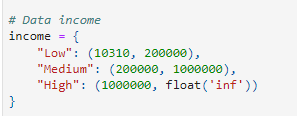 # Data income
income = {
    "Low": (10310, 200000),
    "Medium": (200000, 1000000),
    "High": (1000000, float('inf'))
}